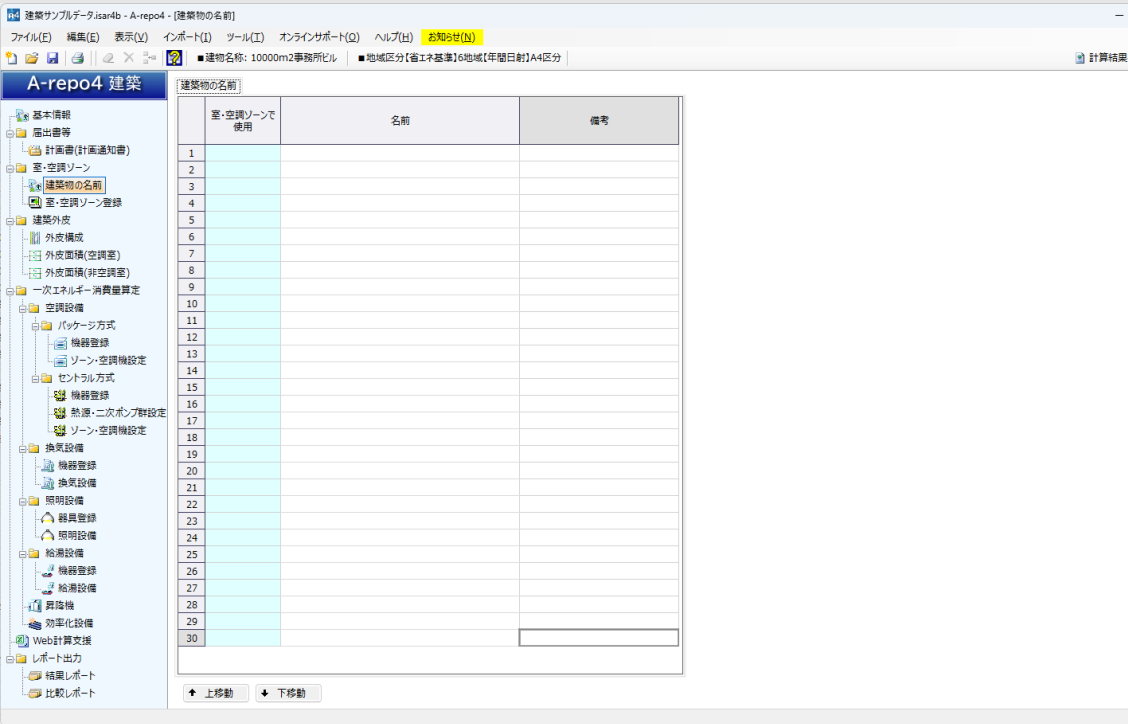 建築サンプルデータ.isar4b - A-repo4 - [建築物の名前]
ファイル(F) 編集(E) 表示(V) インポート(I) ツール(T) オンラインサポート(O) ヘルプ(H) お知らせ(N)
■建物名称: 10000m2事務所ビル ■地域区分【省エネ基準】6地域【年間日射】A4区分 計算結果
A-repo4 建築
基本情報
届出書等
計画書(計画通知書)
室・空調ゾーン
建築物の名前
室・空調ゾーン登録
建築外皮
外皮構成
外皮面積(空調室)
外皮面積(非空調室)
一次エネルギー消費量算定
空調設備
パッケージ方式
機器登録
ゾーン・空調機設定
セントラル方式
機器登録
熱源・二次ポンプ群設定
ゾーン・空調機設定
換気設備
機器登録
換気設備
照明設備
器具登録
照明設備
給湯設備
機器登録
給湯設備
昇降機
効率化設備
Web計算支援
レポート出力
結果レポート
比較レポート
建築物の名前
室・空調ゾーンで
使用
名前
備考
1
2
3
4
5
6
7
8
9
10
11
12
13
14
15
16
17
18
19
20
21
22
23
24
25
26
27
28
29
30
上移動 下移動